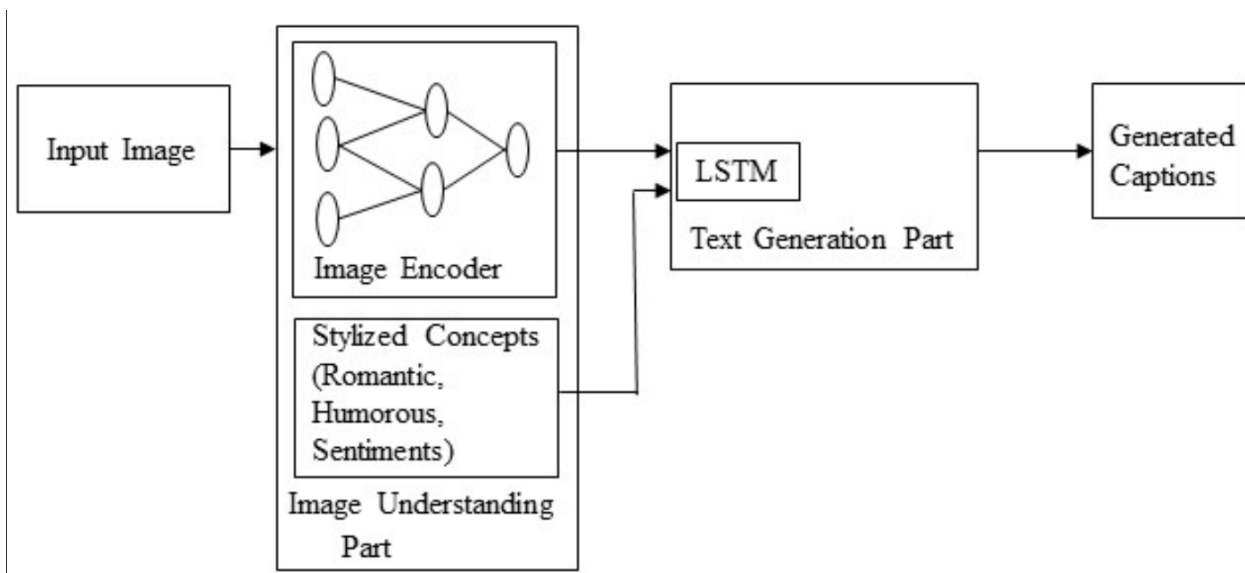 Input Image
Image Encoder
Stylized Concepts
(Romantic,
Humorous,
Sentiments)
Image Understanding
Part
LSTM
Text Generation Part
Generated
Captions